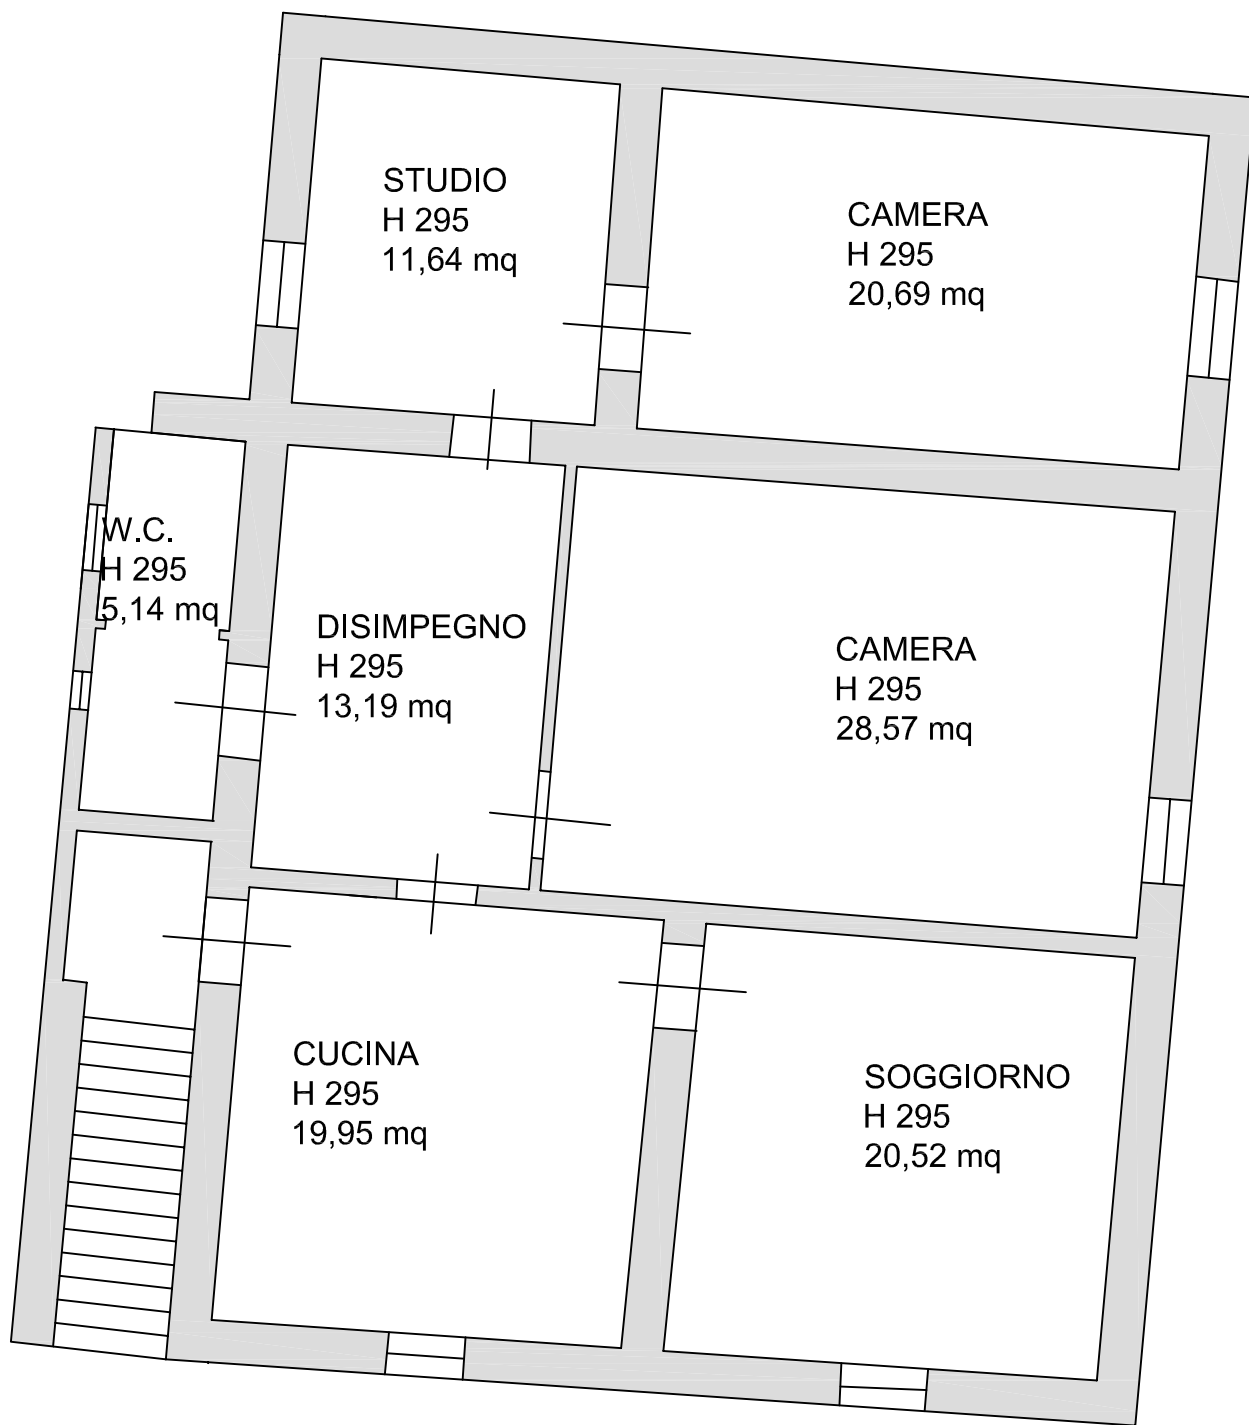 STUDIO
H 295
11,64 mq
CAMERA
H 295
20,69 mq
W.C.
H 295
5,14 mq
DISIMPEGNO
H 295
13,19 mq
CAMERA
H 295
28,57 mq
CUCINA
H 295
19,95 mq
SOGGIORNO
H 295
20,52 mq